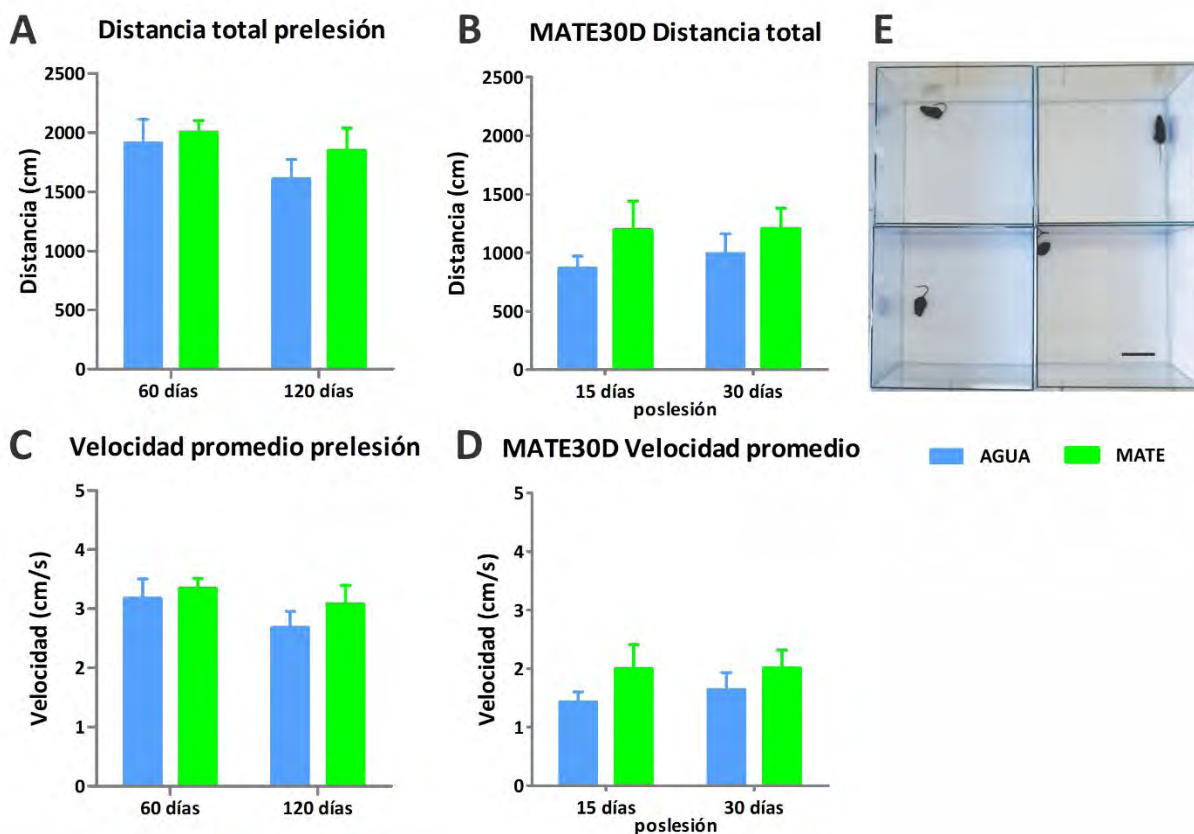 A Distancia total prelesión
Distancia (cm)
2500
2000
1500
1000
500
0
60 días
120 días
B MATE30D Distancia total
Distancia (cm)
2500
2000
1500
1000
500
0
15 días
30 días
poslesión
E
C Velocidad promedio prelesión
Velocidad (cm/s)
5
4
3
2
1
0
60 días
120 días
D MATE30D Velocidad promedio
Velocidad (cm/s)
5
4
3
2
1
0
15 días
30 días
poslesión
AGUA
MATE